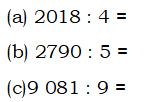 (a) 2018 : 4 =
(b) 2790 : 5 =
(c)9 081 : 9 =